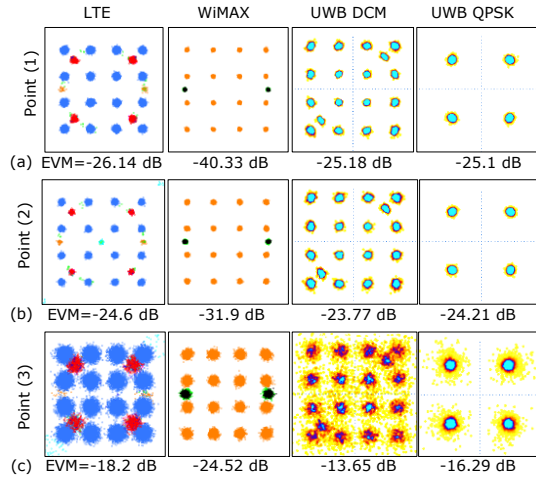 LTE WiMAX UWB DCM UWB QPSK
Point (1)
(a) EVM=-26.14 dB -40.33 dB -25.18 dB -25.1 dB
Point (2)
(b) EVM=-24.6 dB -31.9 dB -23.77 dB -24.21 dB
Point (3)
(c) EVM=-18.2 dB -24.52 dB -13.65 dB -16.29 dB